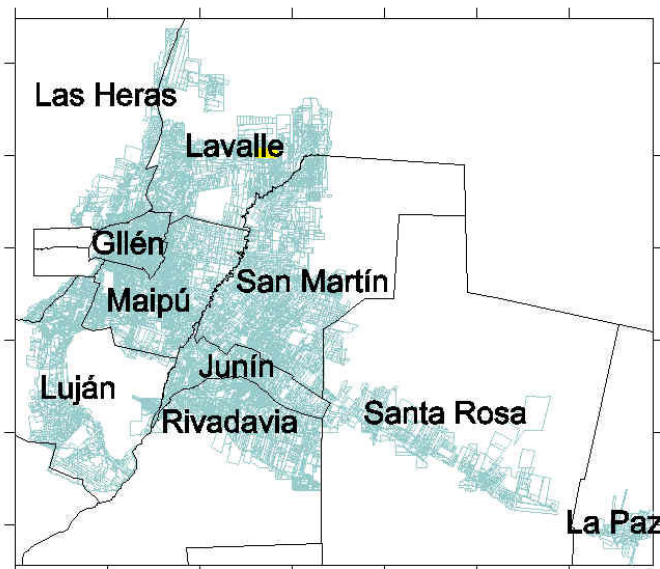 Las Heras
Lavalle
Gllén
San Martín
Maipú
Junín
Luján
Rivadavia
Santa Rosa
La Paz